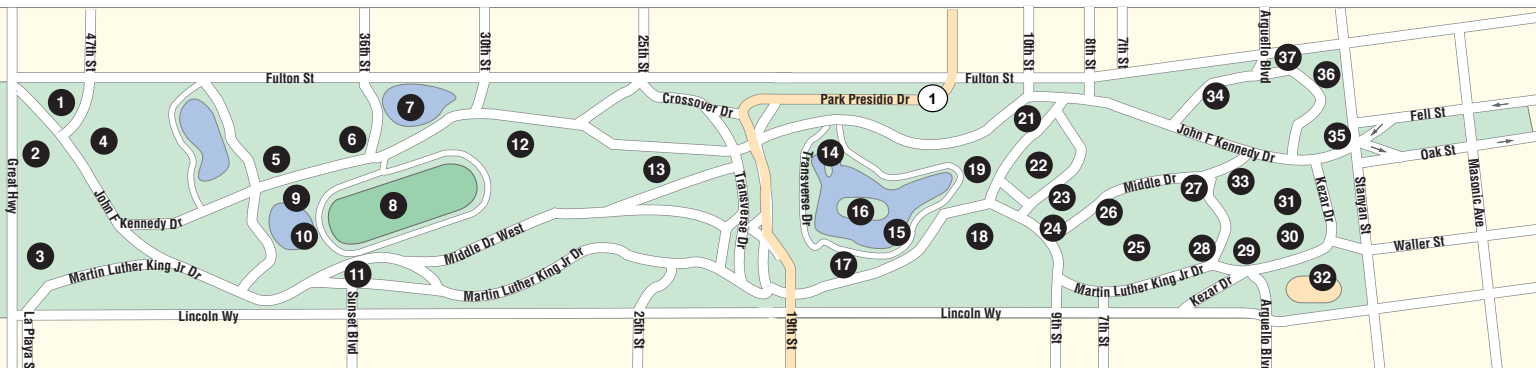 47th St
36th St
30th St
25th St
10th St
8th St
7th St
Arguello Blvd
Fulton St
Fulton St
Crossover Dr
Park Presidio Dr
1
37
36
1
7
34
21
Fell St
4
2
6
12
John F Kennedy Dr
35
Oak St
5
13
14
19
22
Great Hwy
Transverse Dr
Transverse Dr
Middle Dr
27
33
Kezar Dr
Stanyan St
Masonic Ave
9
8
16
23
26
31
John F
Kennedy Dr
10
15
18
24
25
28
29
30
Middle Dr West
Waller St
3
Martin Luther King Jr Dr
11
Martin Luther King Jr Dr
17
Martin Luther King Jr Dr
Kezar Dr
32
Lincoln Wy
Lincoln Wy
La Playa S
Sunset Blvd
25th St
19th St
9th St
7th St
Arguello Blv